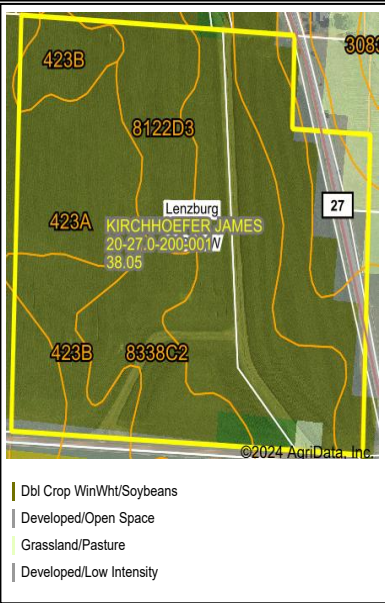 423B
308
8122D3
Lenzburg
27
423A
KIRCHHOEFER JAMES
20-27.0-200-001
W
38.05
423B
8338C2
©2024 AgriData, Inc.
Dbl Crop WinWht/Soybeans
Developed/Open Space
Grassland/Pasture
Developed/Low Intensity